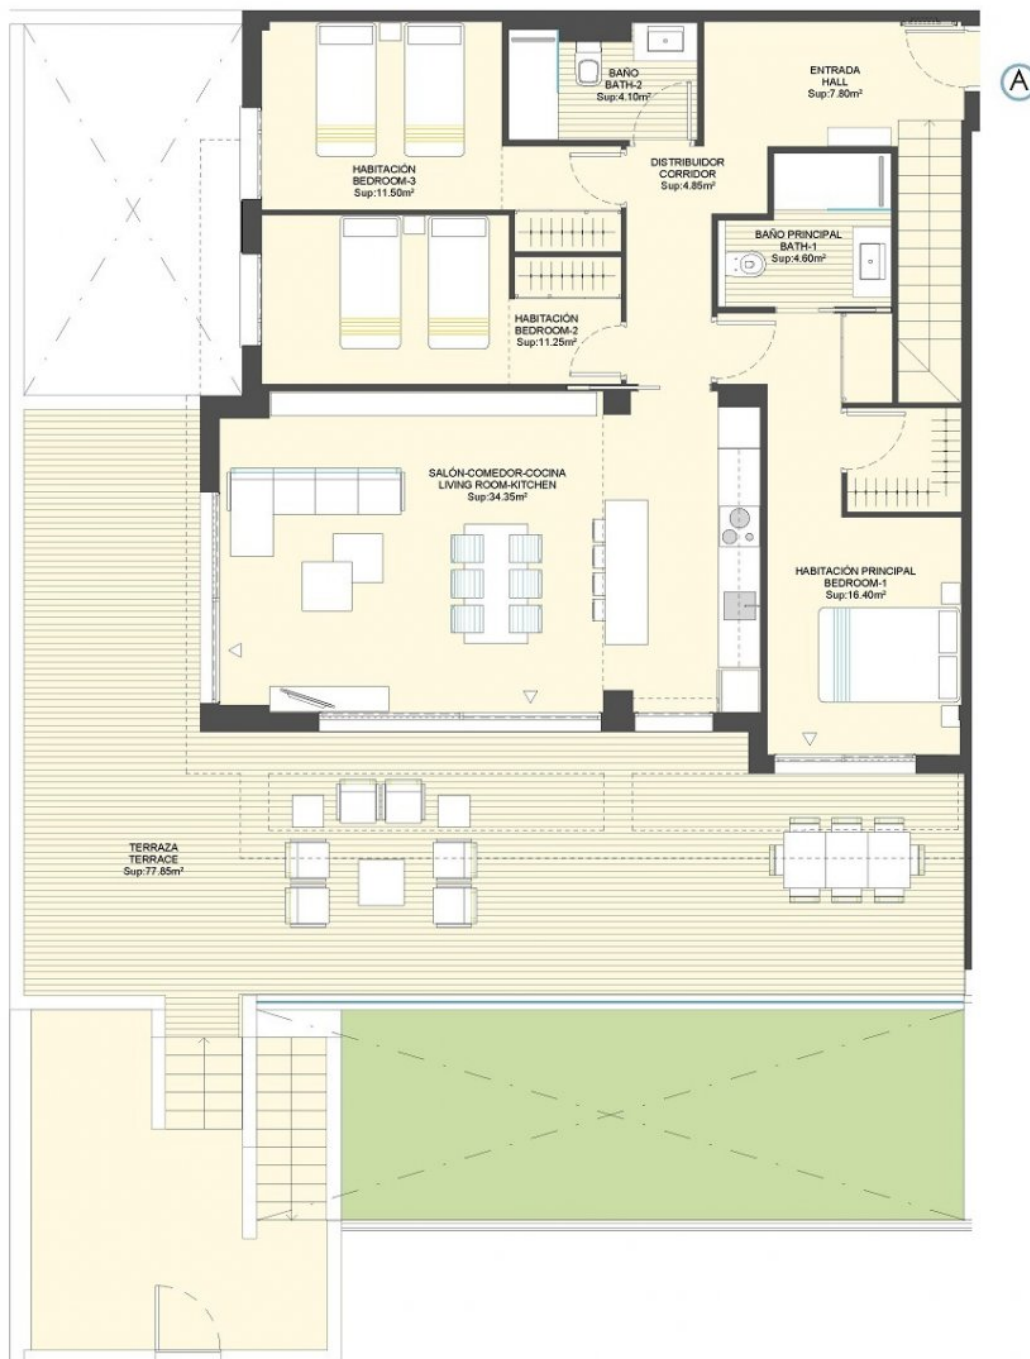 BAÑO
BATH-2
Sup:4.10m²
ENTRADA
HALL
Sup:7.80m²
A
HABITACIÓN
BEDROOM-3
Sup:11.50m²
DISTRIBUIDOR
CORRIDOR
Sup:4.85m²
BAÑO PRINCIPAL
BATH-1
Sup:4.60m²
HABITACIÓN
BEDROOM-2
Sup:11.25m²
SALÓN-COMEDOR-COCINA
LIVING ROOM-KITCHEN
Sup:34.35m²
HABITACIÓN PRINCIPAL
BEDROOM-1
Sup:16.40m²
TERRAZA
TERRACE
Sup:77.85m²